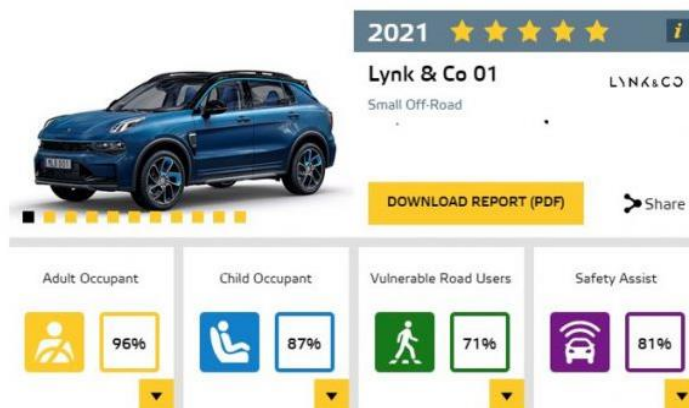 2021
i
Lynk & Co 01
LYNK&CO
Small Off-Road
DOWNLOAD REPORT (PDF)
Share
Adult Occupant
Child Occupant
Vulnerable Road Users
Safety Assist
96%
87%
71%
81%